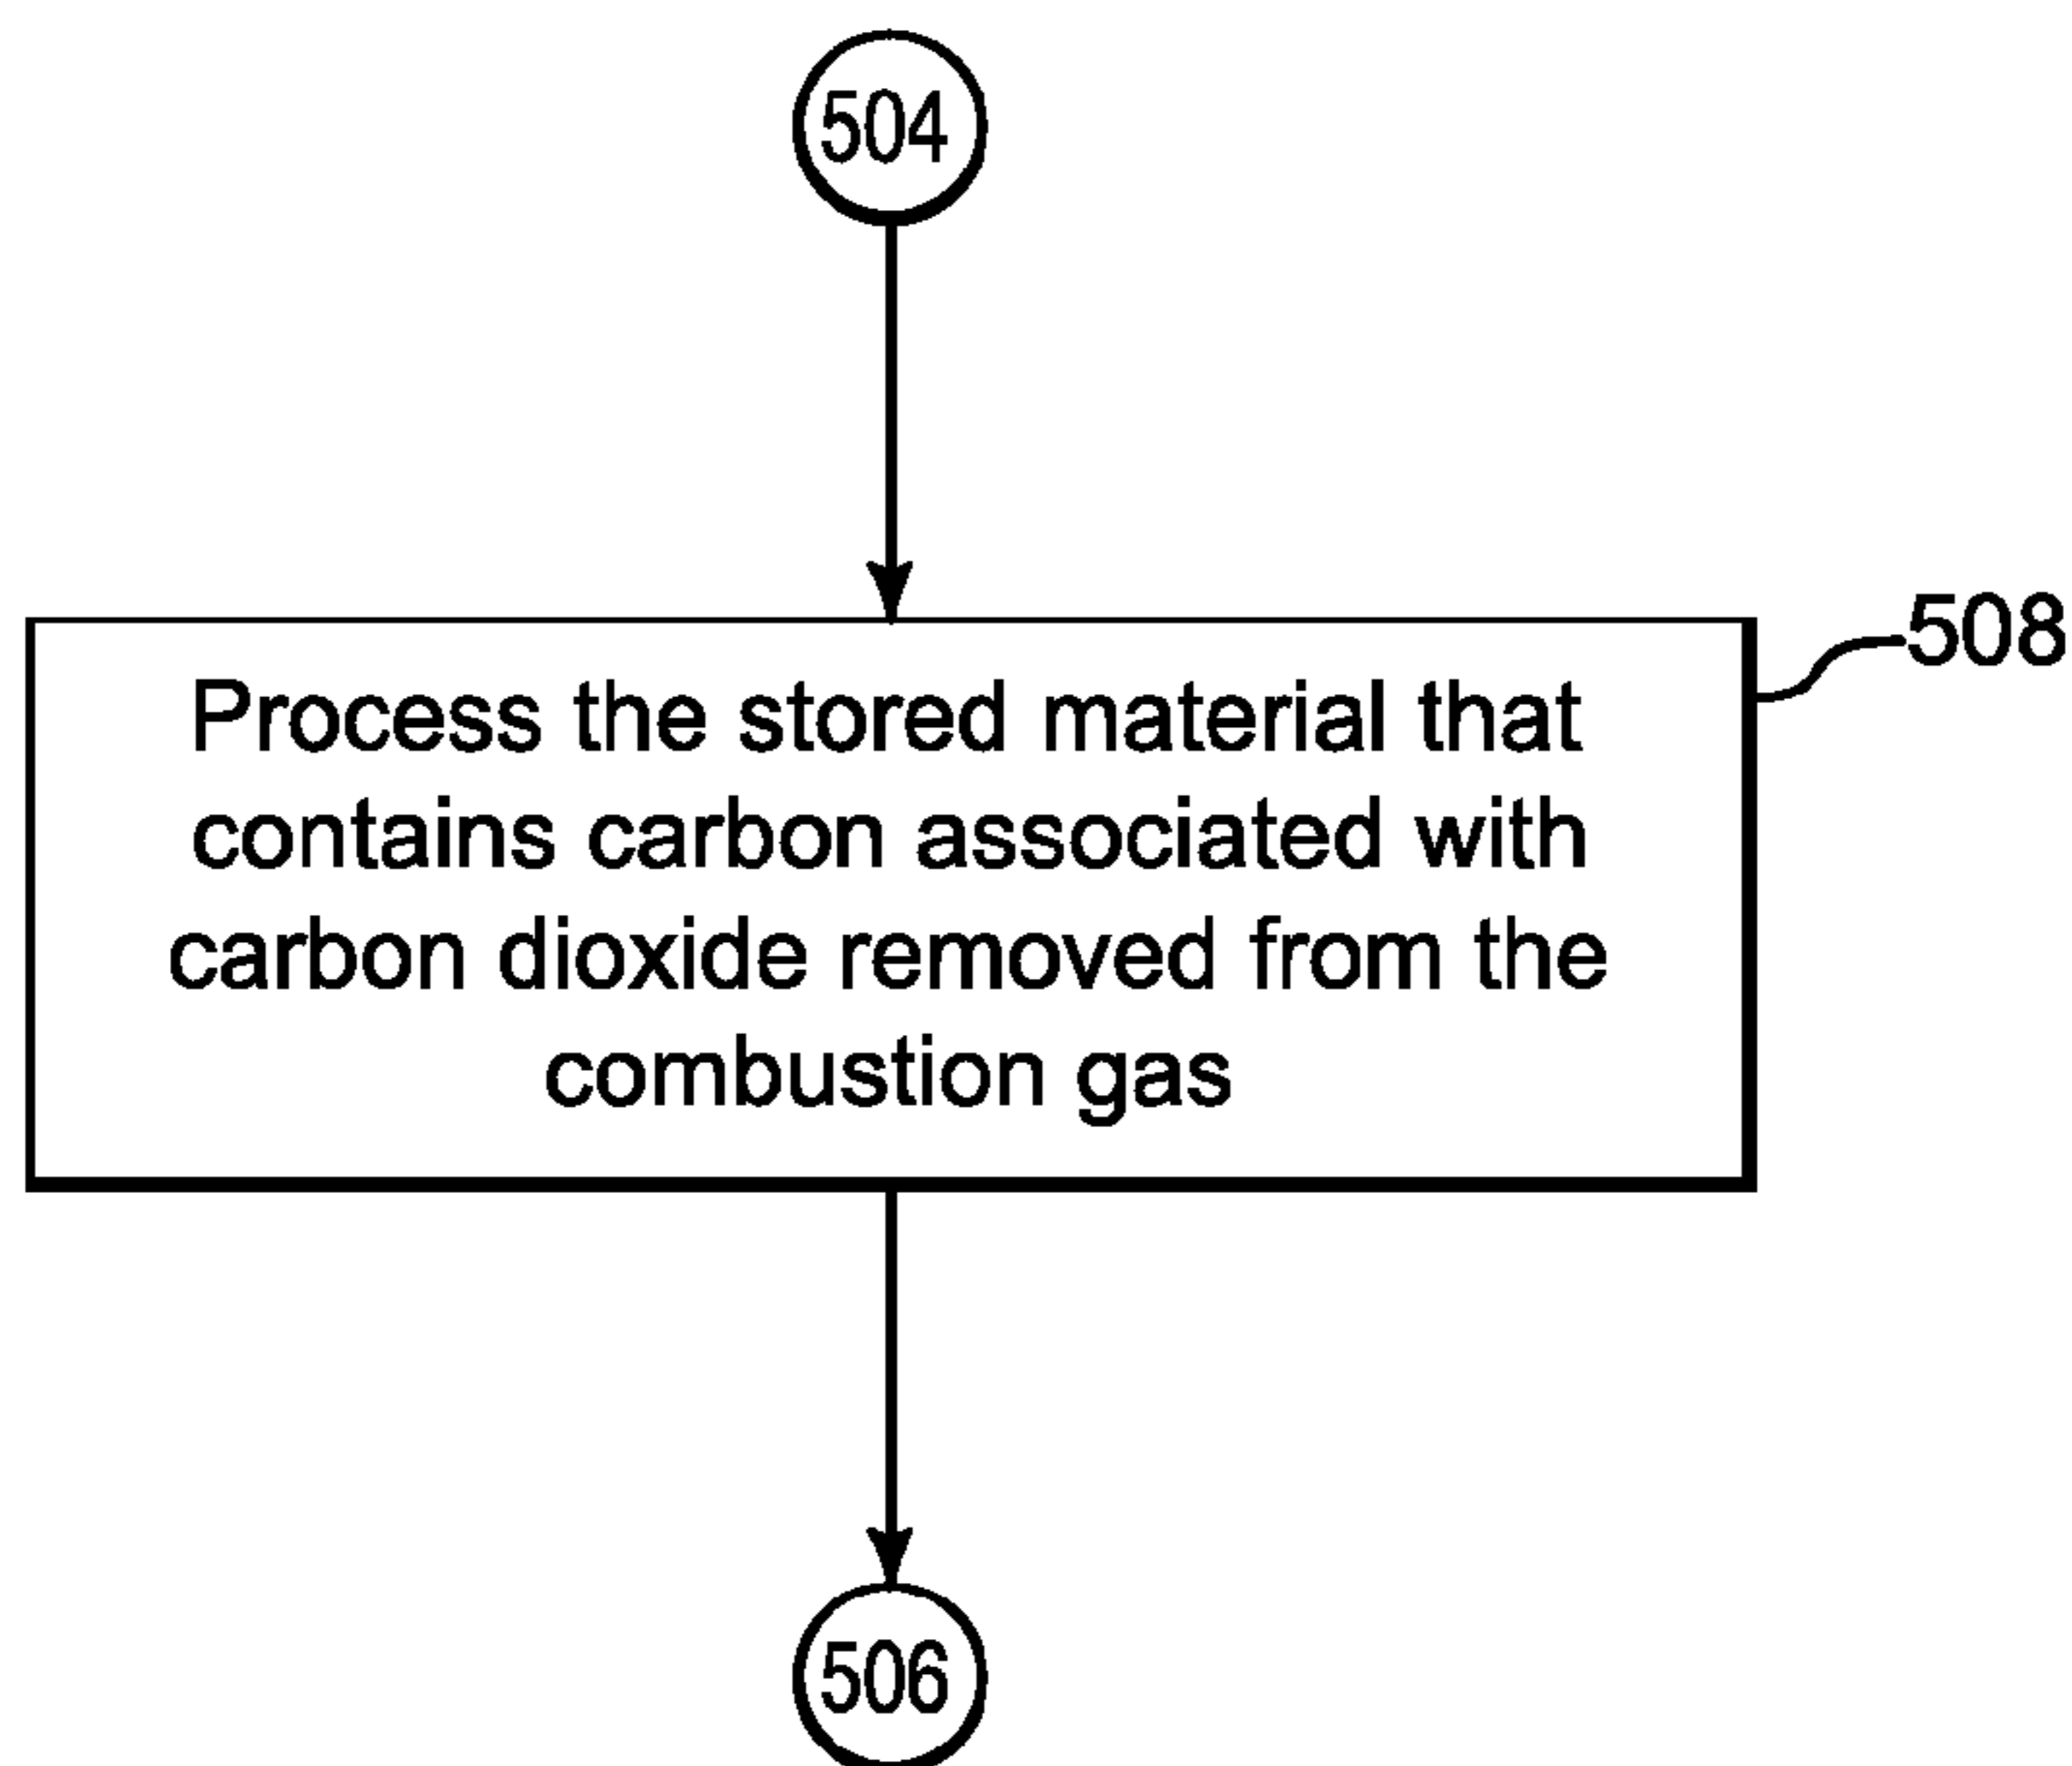 504
508
Process the stored material that
contains carbon associated with
carbon dioxide removed from the
combustion gas
506